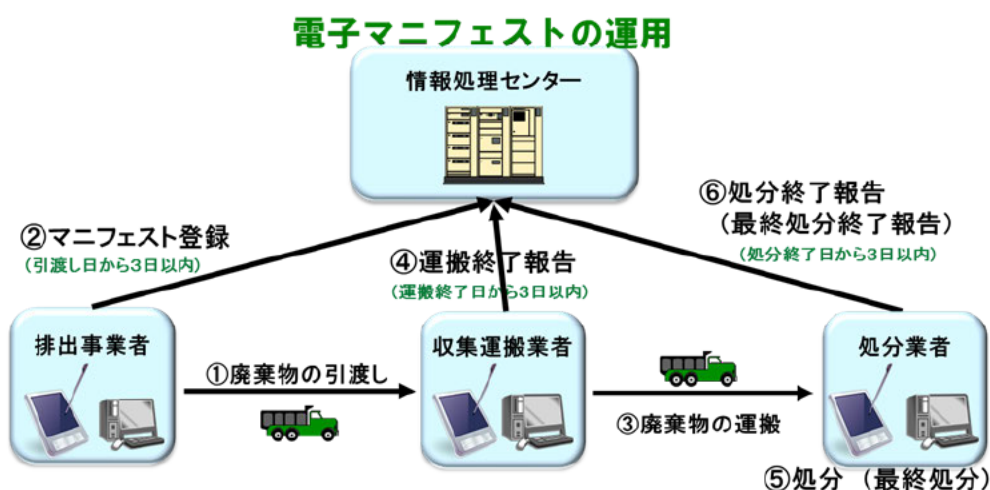 電子マニフェストの運用
情報処理センター
②マニフェスト登録
(引渡し日から3日以内)
④運搬終了報告
(運搬終了日から3日以内)
⑥処分終了報告
(最終処分終了報告)
(処分終了日から3日以内)
排出事業者
①廃棄物の引渡し
収集運搬業者
③廃棄物の運搬
処分業者
⑤処分 (最終処分)